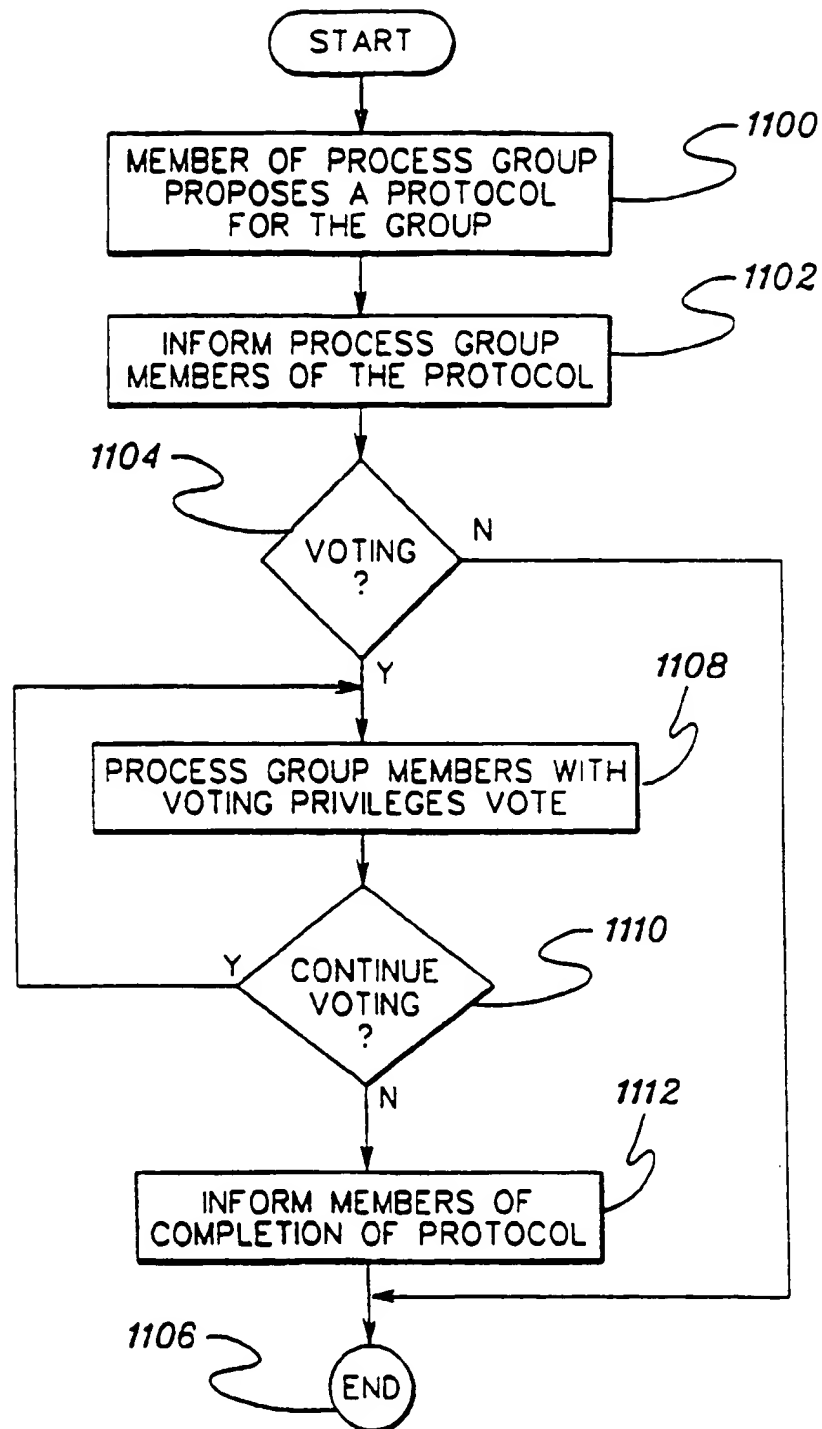 START
1100
MEMBER OF PROCESS GROUP
PROPOSES A PROTOCOL
FOR THE GROUP
1102
INFORM PROCESS GROUP
MEMBERS OF THE PROTOCOL
1104
VOTING
?
N
Y
1108
PROCESS GROUP MEMBERS WITH
VOTING PRIVILEGES VOTE
1110
Y
CONTINUE
VOTING
?
N
1112
INFORM MEMBERS OF
COMPLETION OF PROTOCOL
1106
END